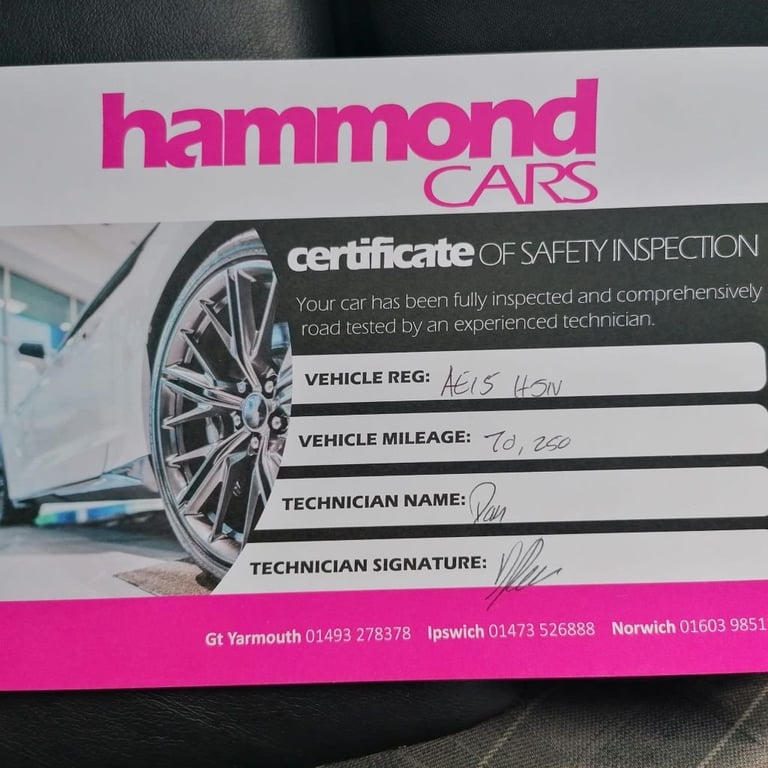 hammond
CARS
certificate OF SAFETY INSPECTION
Your car has been fully inspected and comprehensively
road tested by an experienced technician.
VEHICLE REG: AE15 HSN
VEHICLE MILEAGE: 70,250
TECHNICIAN NAME: Dan
TECHNICIAN SIGNATURE:
Gt Yarmouth 01493 278378 Ipswich 01473 526888 Norwich 01603 9851